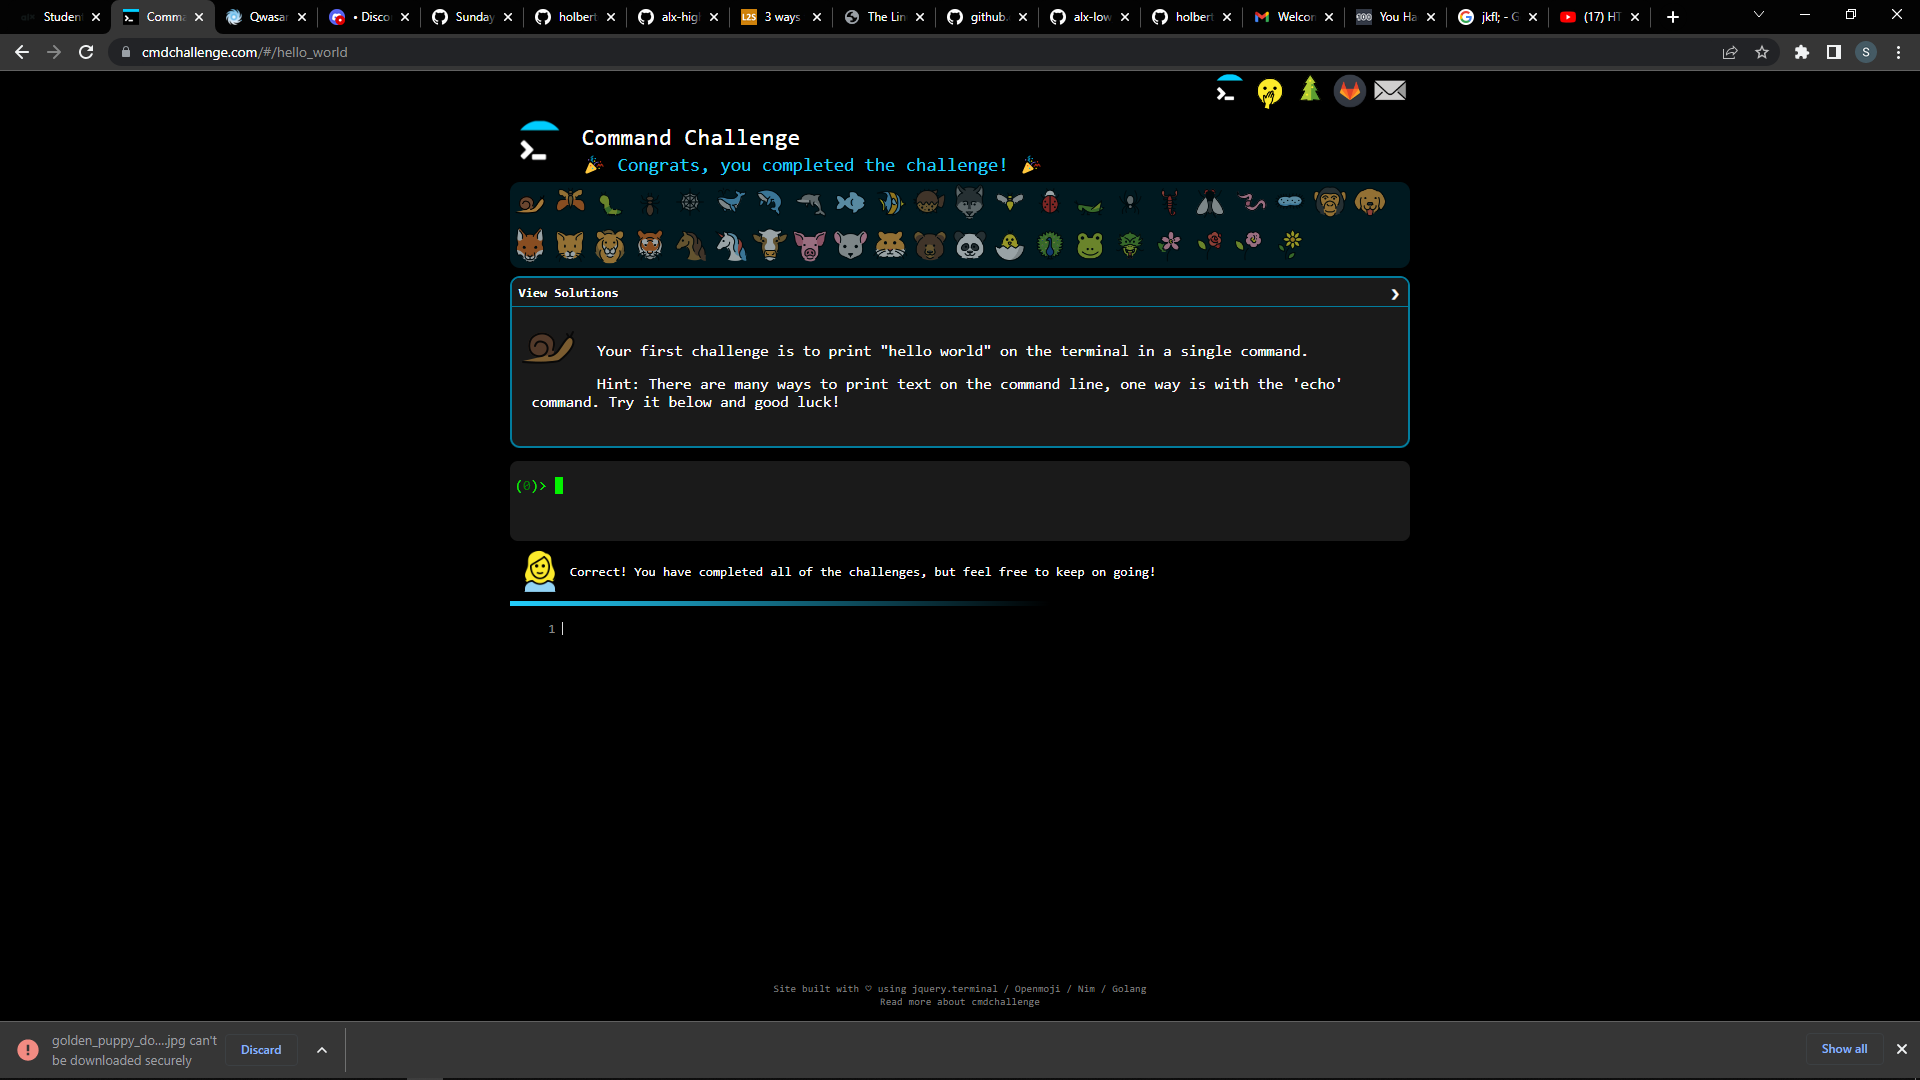 Student
Comma
Qwasar
• Disco
Sunday
holbert
alx-hig
3 ways
The Lin
github.
alx-low
holbert
Welcom
You Ha
jkfl; - G
(17) HT
cmdchallenge.com/#/hello_world
S
Command Challenge
Congrats, you completed the challenge!
View Solutions
Your first challenge is to print "hello world" on the terminal in a single command.
Hint: There are many ways to print text on the command line, one way is with the 'echo'
command. Try it below and good luck!
(0)>
Correct! You have completed all of the challenges, but feel free to keep on going!
1
Site built with ♡ using jquery.terminal / Openmoji / Nim / Golang
Read more about cmdchallenge
golden_puppy_do....jpg can't
be downloaded securely
Discard
Show all